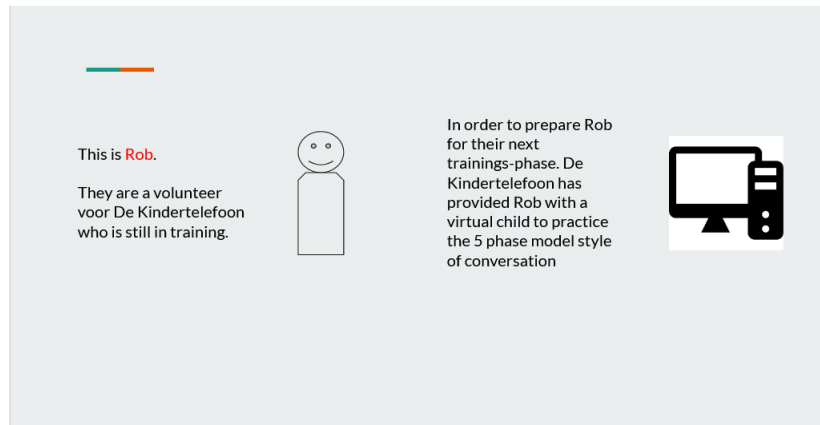 This is Rob.
They are a volunteer
voor De Kindertelefoon
who is still in training.
In order to prepare Rob
for their next
trainings-phase. De
Kindertelefoon has
provided Rob with a
virtual child to practice
the 5 phase model style
of conversation